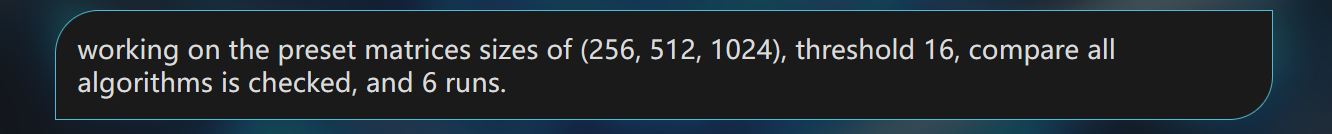 working on the preset matrices sizes of (256, 512, 1024), threshold 16, compare all
algorithms is checked, and 6 runs.